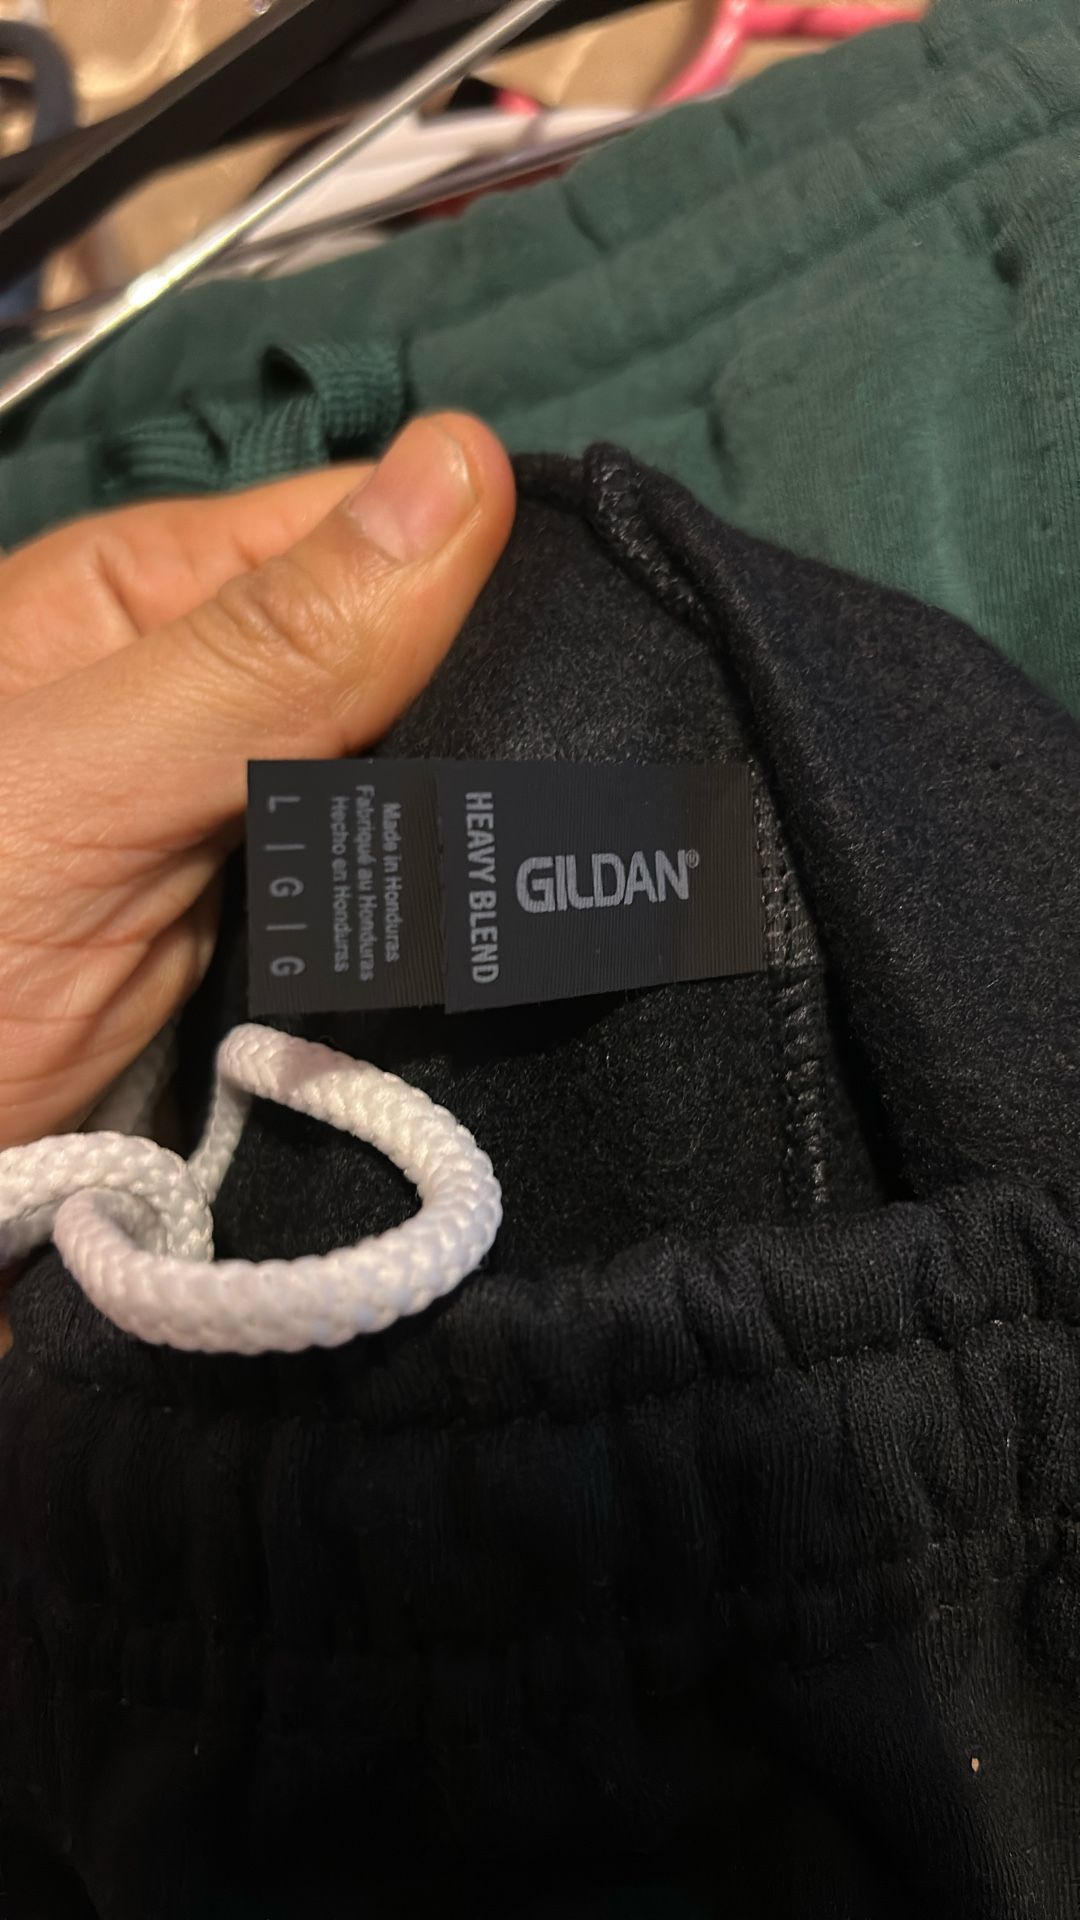 GILDAN®
HEAVY BLEND
Made in Honduras
Fabriqué au Honduras
Hecho en Honduras
L | G | G